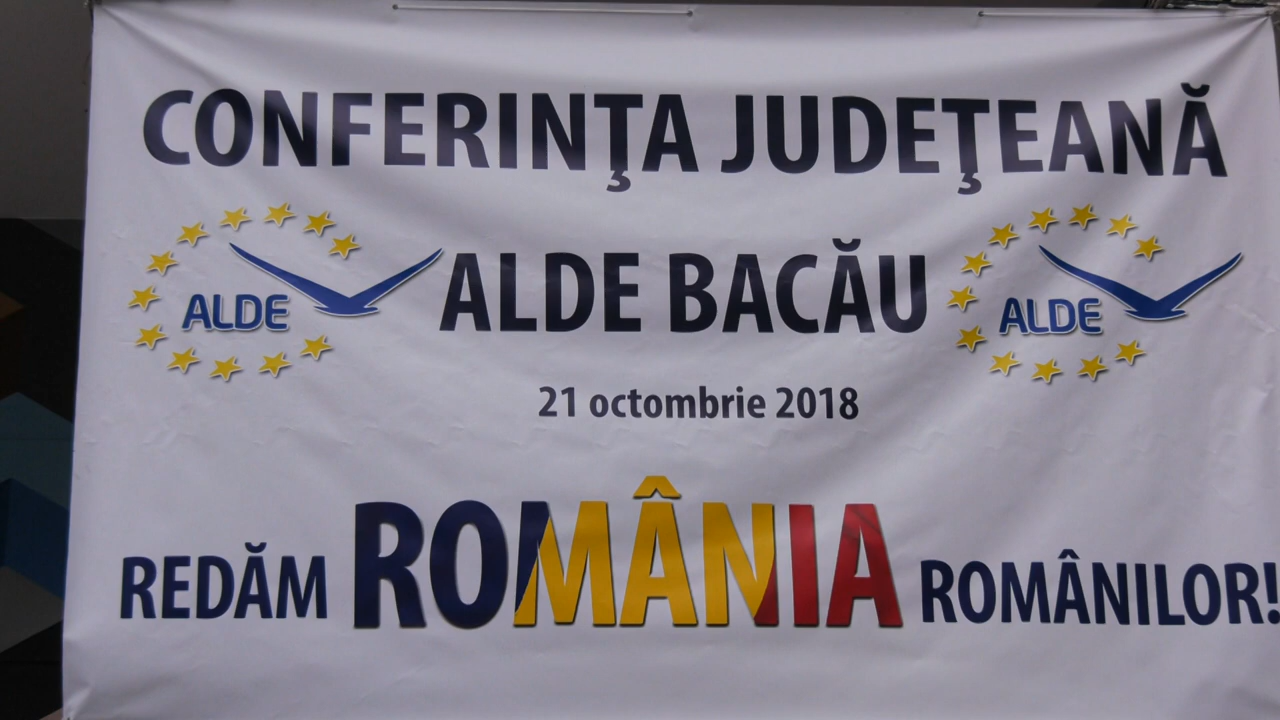 CONFERINŢA JUDEŢEANĂ
ALDE ALDE BACĂU ALDE
21 octombrie 2018
REDĂM ROMÂNIA ROMÂNILOR!